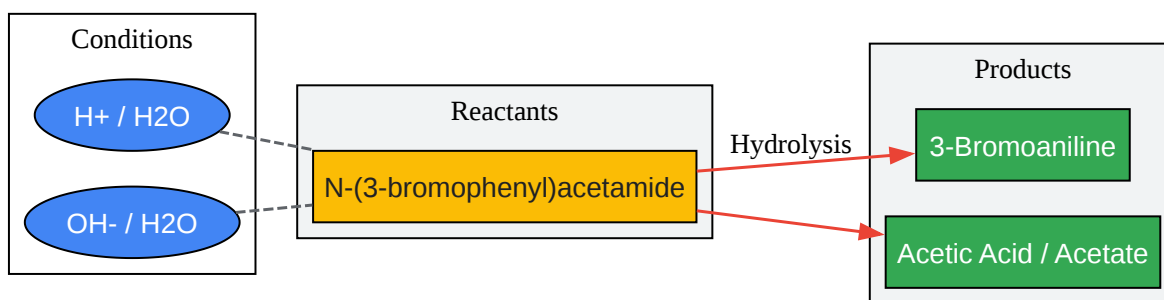 Conditions
H+ / H2O
OH- / H2O
Reactants
N-(3-bromophenyl)acetamide
Hydrolysis
Products
3-Bromoaniline
Acetic Acid / Acetate